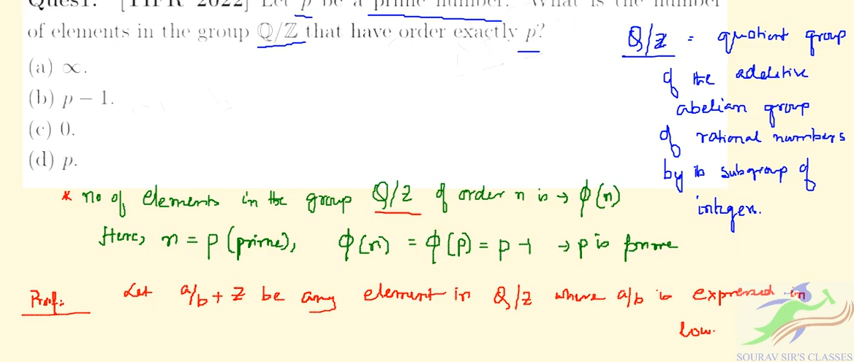 Ques1. [TIFR 2022] Let p be a prime number. What is the number
of elements in the group Q/Z that have order exactly p?
(a) ∞.
(b) p − 1.
(c) 0.
(d) p.
Q/Z = quotient group
of the additive
abelian group
of rational numbers
by its subgroup of
integers.
* no of elements in the group Q/Z of order n is → ϕ(n)
Here, n = p (prime), ϕ(n) = ϕ(p) = p-1 → p is prime
Proof:- Let a/b + Z be any element in Q/Z where a/b is expressed in
low.
SOURAV SIR'S CLASSES